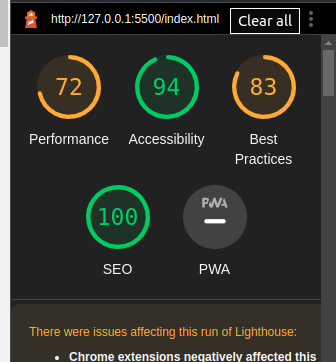 http://127.0.0.1:5500/index.html Clear all
72 94 83
Performance Accessibility Best
Practices
100 PWA
SEO PWA
There were issues affecting this run of Lighthouse:
• Chrome extensions negatively affected this